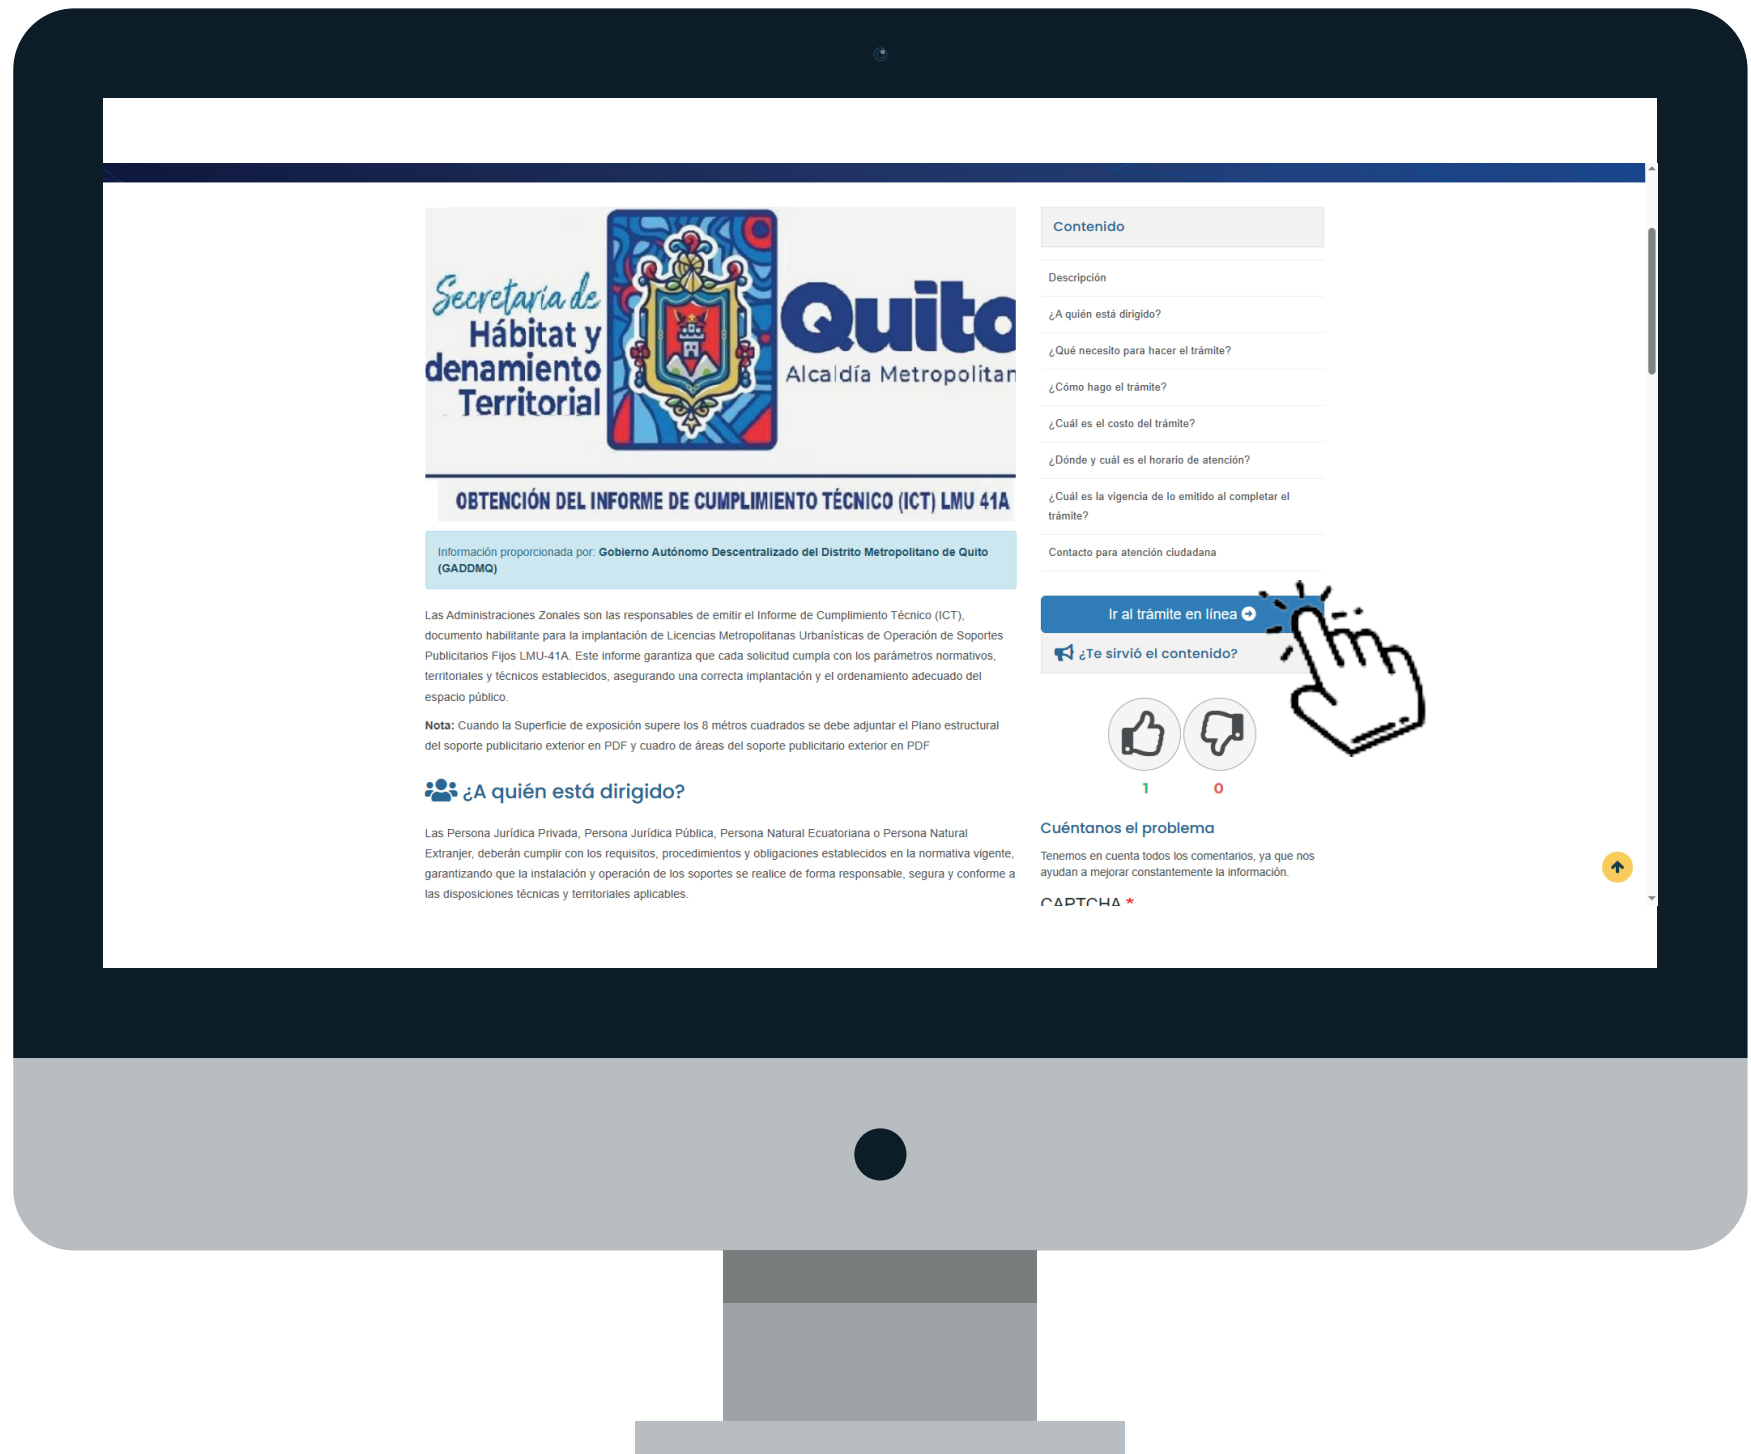 Secretaría de
Hábitat y
denamiento
Territorial
Quito
Alcaldía Metropolitan
OBTENCIÓN DEL INFORME DE CUMPLIMIENTO TÉCNICO (ICT) LMU 41A
Información proporcionada por: Gobierno Autónomo Descentralizado del Distrito Metropolitano de Quito
(GADDMQ)
Las Administraciones Zonales son las responsables de emitir el Informe de Cumplimiento Técnico (ICT),
documento habilitante para la implantación de Licencias Metropolitanas Urbanísticas de Operación de Soportes
Publicitarios Fijos LMU-41A. Este informe garantiza que cada solicitud cumpla con los parámetros normativos,
territoriales y técnicos establecidos, asegurando una correcta implantación y el ordenamiento adecuado del
espacio público.
Nota: Cuando la Superficie de exposición supere los 8 métros cuadrados se debe adjuntar el Plano estructural
del soporte publicitario exterior en PDF y cuadro de áreas del soporte publicitario exterior en PDF
¿A quién está dirigido?
Las Persona Jurídica Privada, Persona Jurídica Pública, Persona Natural Ecuatoriana o Persona Natural
Extranjer, deberán cumplir con los requisitos, procedimientos y obligaciones establecidos en la normativa vigente,
garantizando que la instalación y operación de los soportes se realice de forma responsable, segura y conforme a
las disposiciones técnicas y territoriales aplicables.
Contenido
Descripción
¿A quién está dirigido?
¿Qué necesito para hacer el trámite?
¿Cómo hago el trámite?
¿Cuál es el costo del trámite?
¿Dónde y cuál es el horario de atención?
¿Cuál es la vigencia de lo emitido al completar el
trámite?
Contacto para atención ciudadana
Ir al trámite en línea
¿Te sirvió el contenido?
1 0
Cuéntanos el problema
Tenemos en cuenta todos los comentarios, ya que nos
ayudan a mejorar constantemente la información.
CAPTCHA *